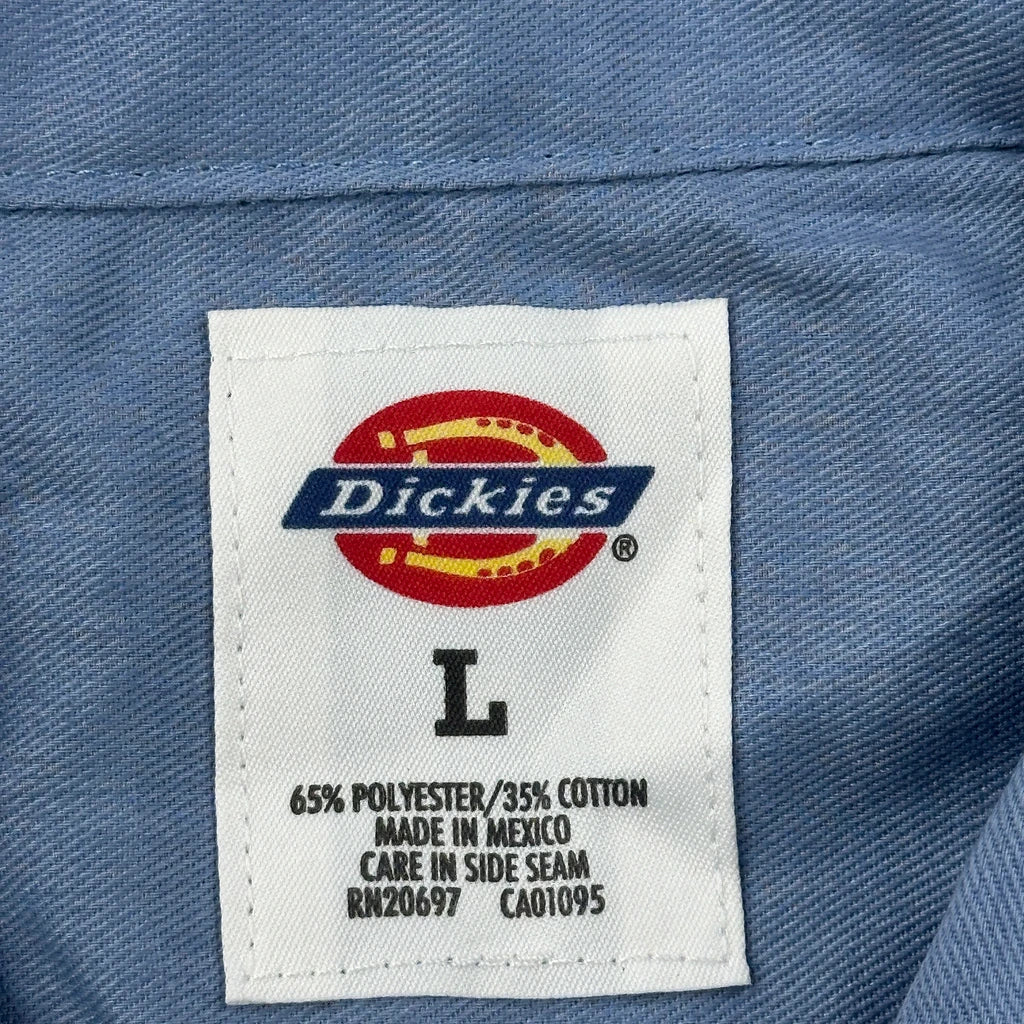 Dickies
®
L
65% POLYESTER/35% COTTON
MADE IN MEXICO
CARE IN SIDE SEAM
RN20697 CA01095